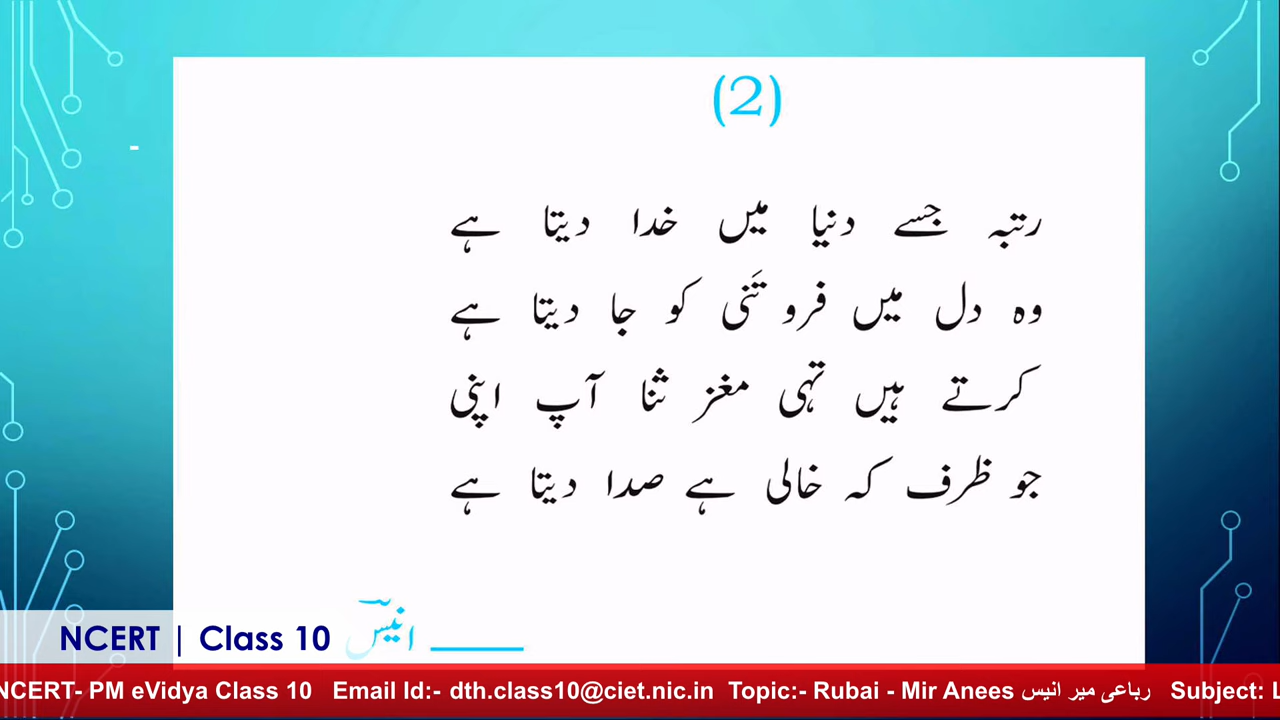 (2)
رتبہ جسے دنیا میں خدا دیتا ہے
وہ دل میں فروتَنی کو جا دیتا ہے
کرتے ہیں تہی مغز ثنا آپ اپنی
جو ظرف کہ خالی ہے صدا دیتا ہے
انیسؔ
NCERT | Class 10
NCERT- PM eVidya Class 10 Email Id:- dth.class10@ciet.nic.in Topic:- Rubai - Mir Anees رباعی میر انیس Subject: L